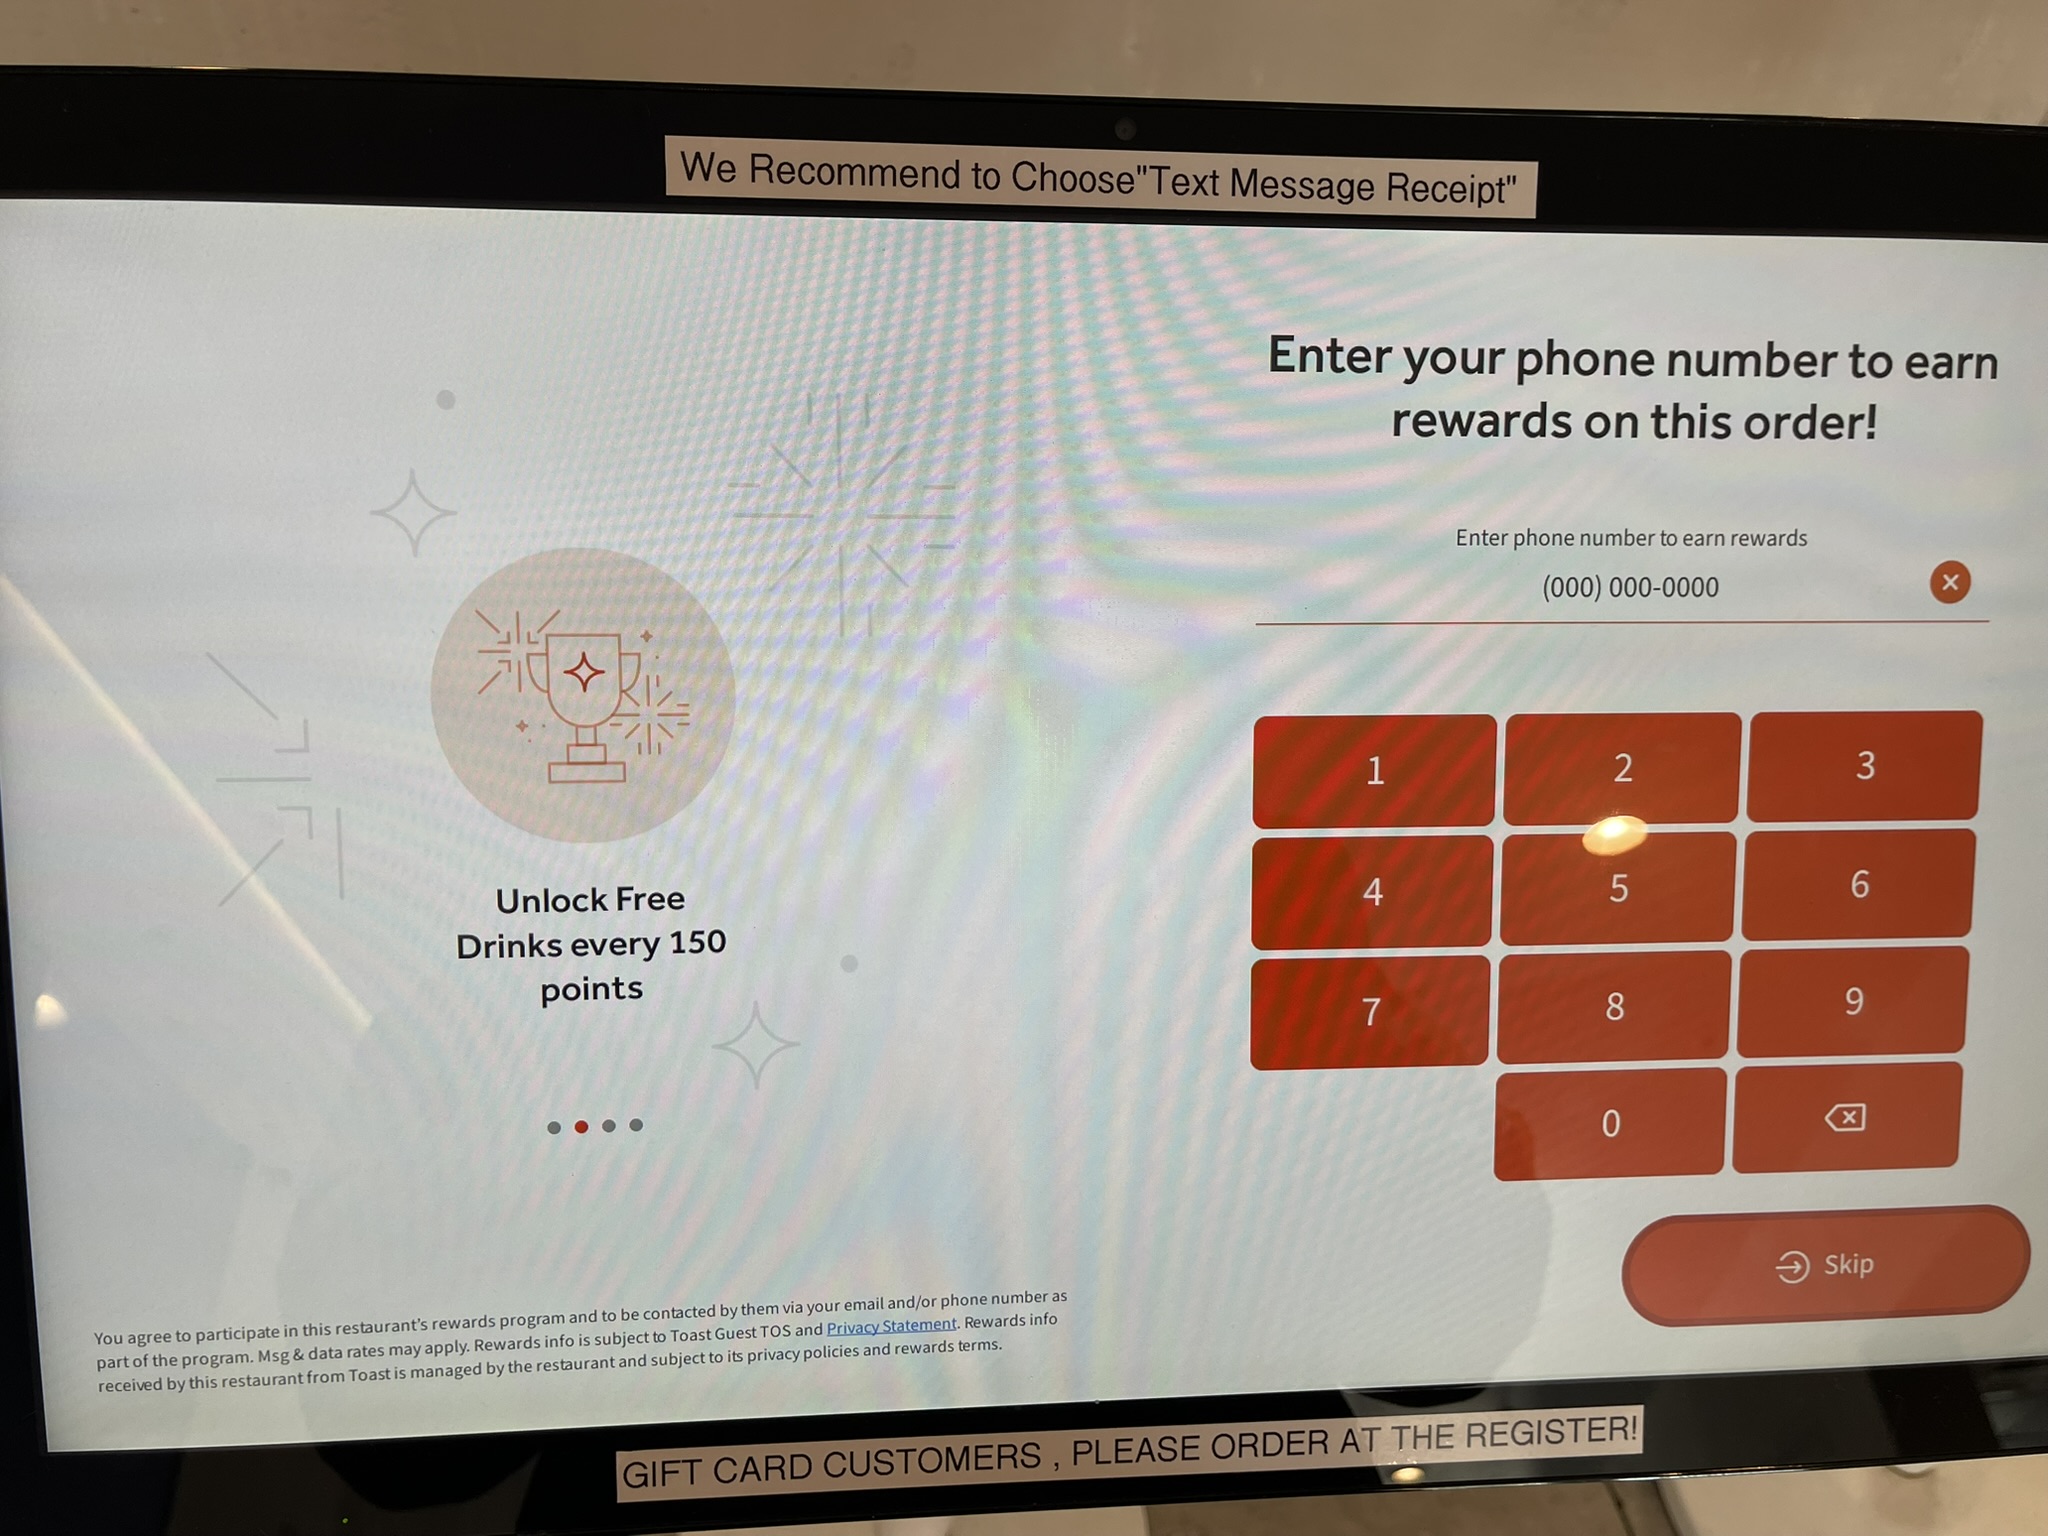 We Recommend to Choose"Text Message Receipt"
Enter your phone number to earn
rewards on this order!
Enter phone number to earn rewards
(000) 000-0000
1
2
3
4
5
6
7
8
9
0
Skip
Unlock Free
Drinks every 150
points
You agree to participate in this restaurant's rewards program and to be contacted by them via your email and/or phone number as
part of the program. Msg & data rates may apply. Rewards info is subject to Toast Guest TOS and Privacy Statement. Rewards info
received by this restaurant from Toast is managed by the restaurant and subject to its privacy policies and rewards terms.
GIFT CARD CUSTOMERS , PLEASE ORDER AT THE REGISTER!